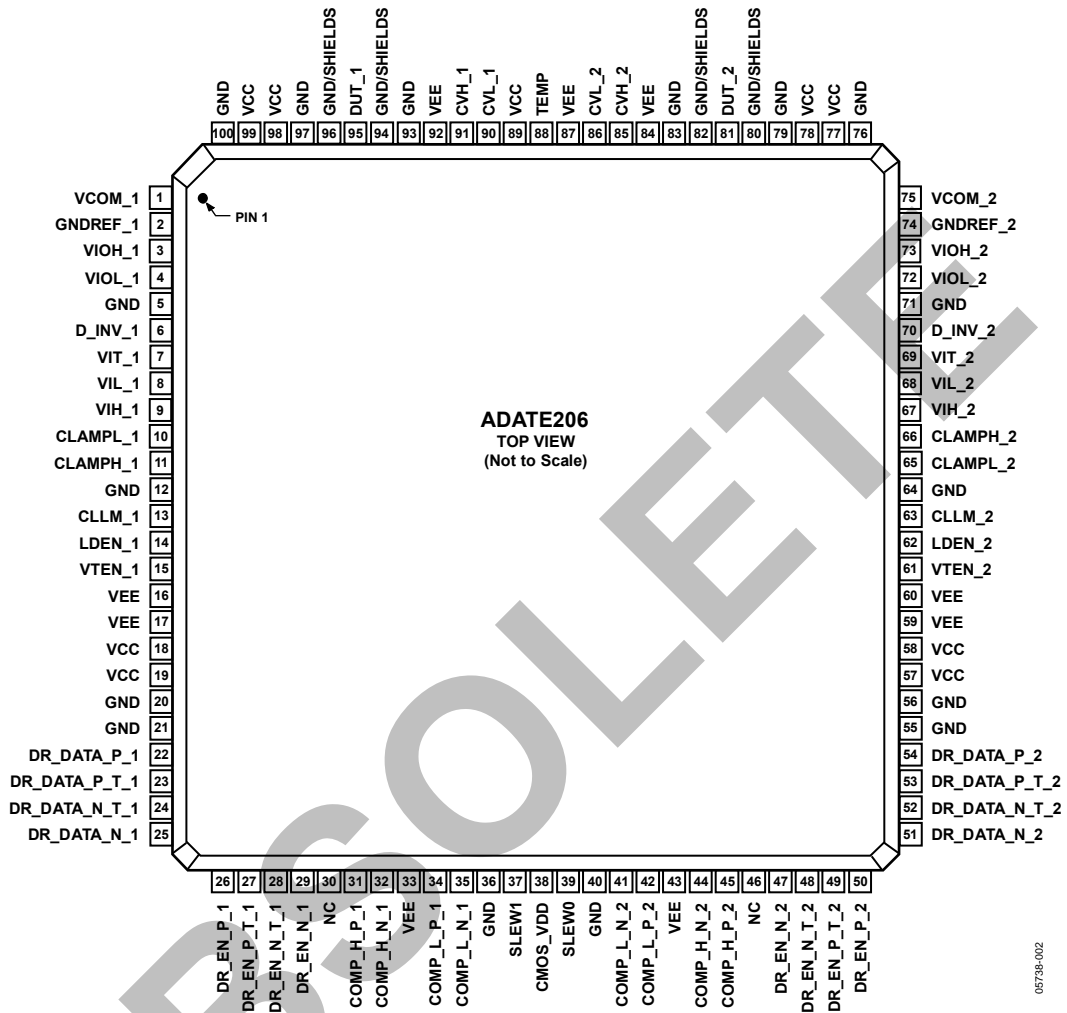 GND
VCC
VCC
GND
GND/SHIELDS
DUT_1
GND/SHIELDS
GND
VEE
CVH_1
CVL_1
VCC
TEMP
VEE
CVL_2
CVH_2
VEE
GND
GND/SHIELDS
DUT_2
GND/SHIELDS
GND
VCC
VCC
GND
100 99 98 97 96 95 94 93 92 91 90 89 88 87 86 85 84 83 82 81 80 79 78 77 76
VCOM_1 1
PIN 1
GNDREF_1 2
VIOH_1 3
VIOL_1 4
GND 5
D_INV_1 6
VIT_1 7
VIL_1 8
VIH_1 9
CLAMPL_1 10
CLAMPH_1 11
GND 12
CLLM_1 13
LDEN_1 14
VTEN_1 15
VEE 16
VEE 17
VCC 18
VCC 19
GND 20
GND 21
DR_DATA_P_1 22
DR_DATA_P_T_1 23
DR_DATA_N_T_1 24
DR_DATA_N_1 25
ADATE206
TOP VIEW
(Not to Scale)
75 VCOM_2
74 GNDREF_2
73 VIOH_2
72 VIOL_2
71 GND
70 D_INV_2
69 VIT_2
68 VIL_2
67 VIH_2
66 CLAMPH_2
65 CLAMPL_2
64 GND
63 CLLM_2
62 LDEN_2
61 VTEN_2
60 VEE
59 VEE
58 VCC
57 VCC
56 GND
55 GND
54 DR_DATA_P_2
53 DR_DATA_P_T_2
52 DR_DATA_N_T_2
51 DR_DATA_N_2
26 27 28 29 30 31 32 33 34 35 36 37 38 39 40 41 42 43 44 45 46 47 48 49 50
DR_EN_P_1
DR_EN_P_T_1
DR_EN_N_T_1
DR_EN_N_1
NC
COMP_H_P_1
COMP_H_N_1
VEE
COMP_L_P_1
COMP_L_N_1
GND
SLEW1
CMOS_VDD
SLEW0
GND
COMP_L_N_2
COMP_L_P_2
VEE
COMP_H_N_2
COMP_H_P_2
NC
DR_EN_N_2
DR_EN_N_T_2
DR_EN_P_T_2
DR_EN_P_2
05738-002
BSOLETE